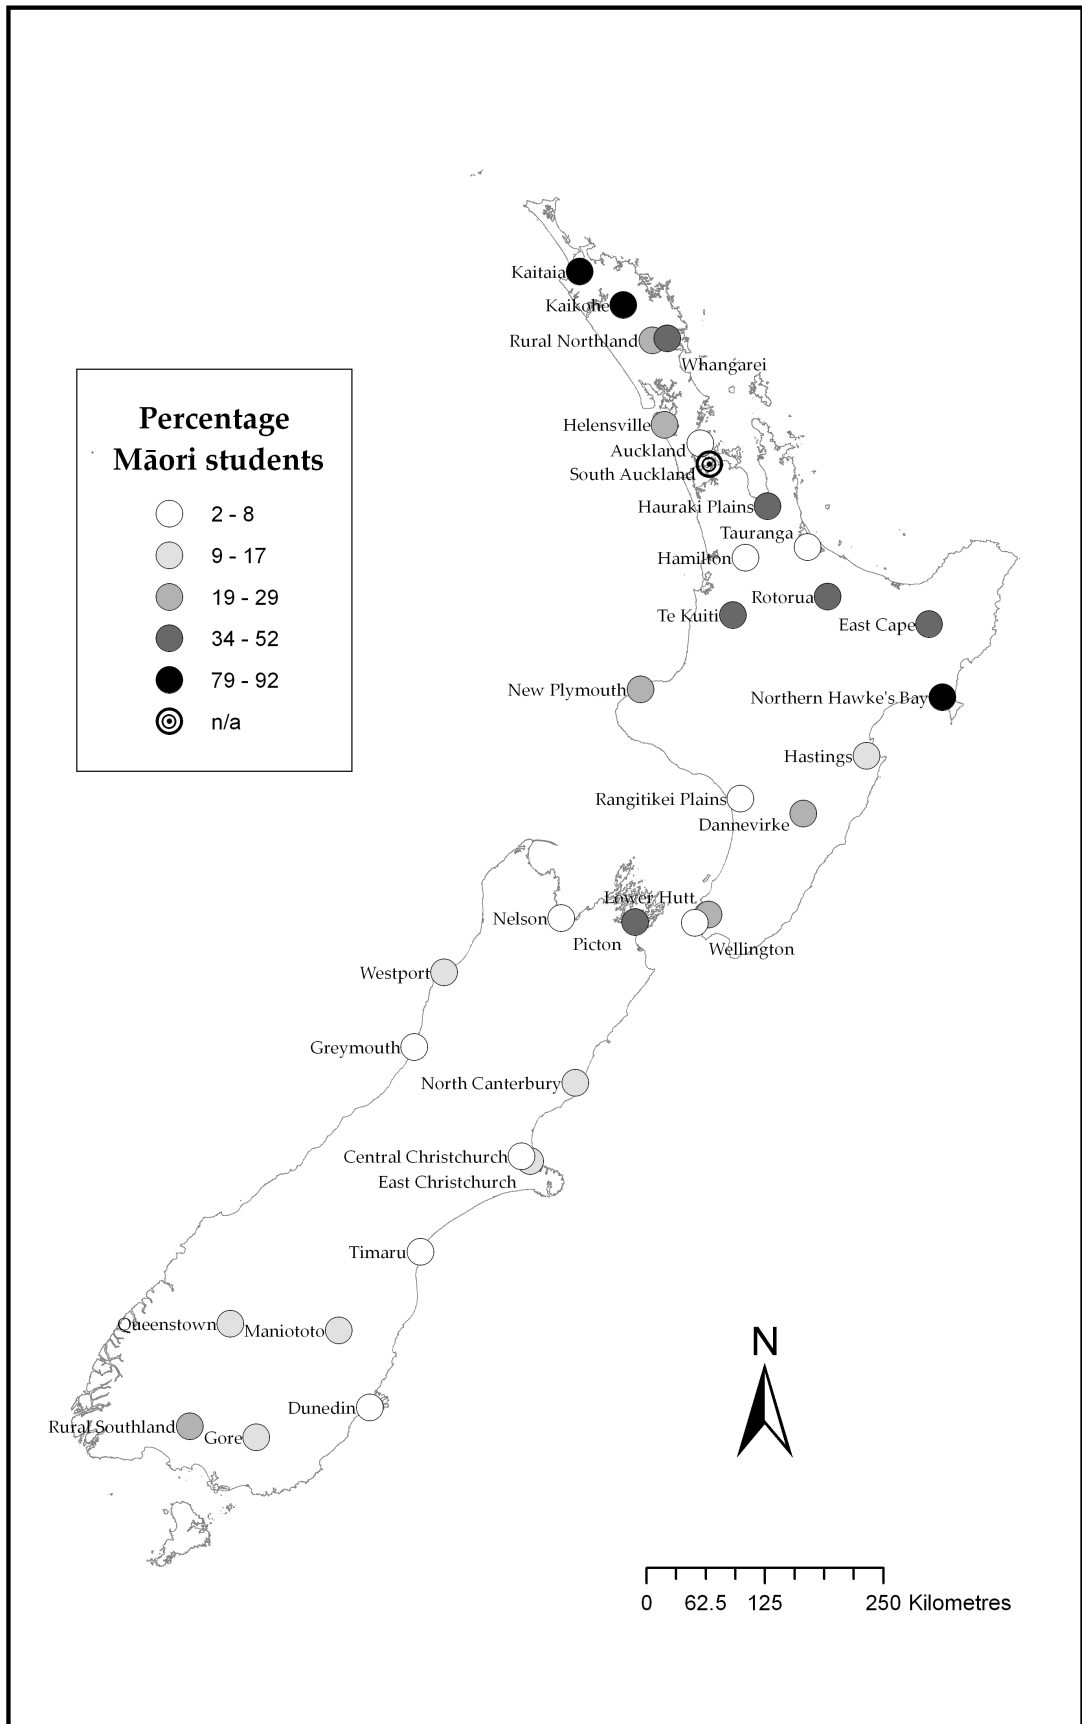 Kaitaia
Kaikohe
Rural Northland
Whangarei
Percentage
Māori students
2 - 8
9 - 17
19 - 29
34 - 52
79 - 92
n/a
Helensville
Auckland
South Auckland
Hauraki Plains
Tauranga
Hamilton
Rotorua
Te Kuiti
East Cape
New Plymouth
Northern Hawke's Bay
Hastings
Rangitikei Plains
Dannevirke
Lower Hutt
Nelson
Picton
Wellington
Westport
Greymouth
North Canterbury
Central Christchurch
East Christchurch
Timaru
Queenstown
Maniototo
N
Dunedin
Rural Southland
Gore
0 62.5 125 250 Kilometres